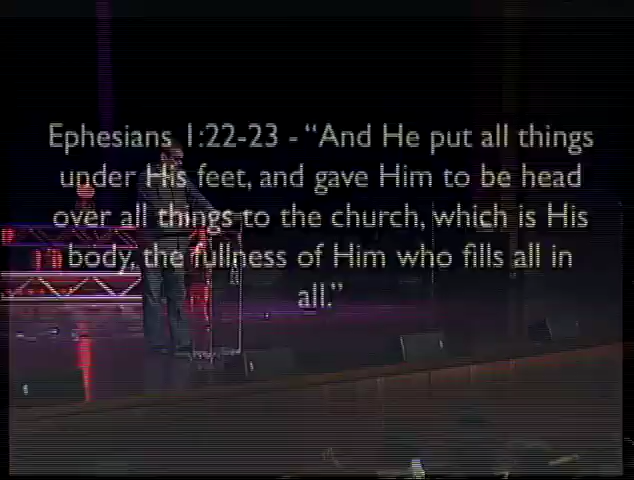 Ephesians 1:22-23 - “And He put all things
under His feet, and gave Him to be head
over all things to the church, which is His
body, the fullness of Him who fills all in
all.”